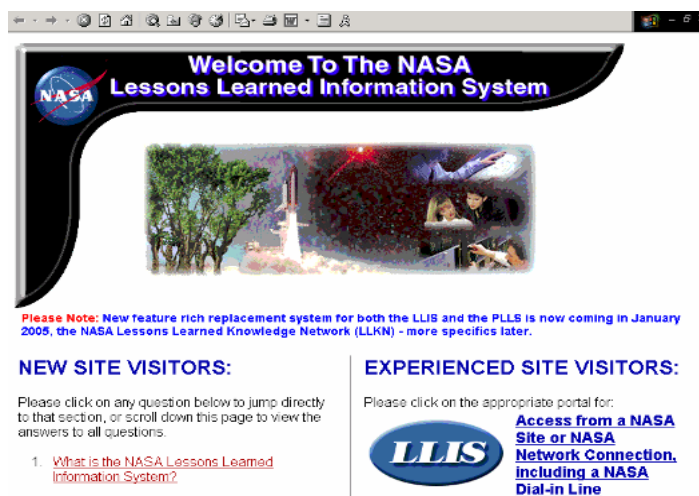 NASA
Welcome To The NASA
Lessons Learned Information System
Please Note: New feature rich replacement system for both the LLIS and the PLLS is now coming in January
2005, the NASA Lessons Learned Knowledge Network (LLKN) - more specifics later.
NEW SITE VISITORS:
Please click on any question below to jump directly
to that section, or scroll down this page to view the
answers to all questions.
1. What is the NASA Lessons Learned
Information System?
EXPERIENCED SITE VISITORS:
Please click on the appropriate portal for:
LLIS
Access from a NASA
Site or NASA
Network Connection,
including a NASA
Dial-in Line